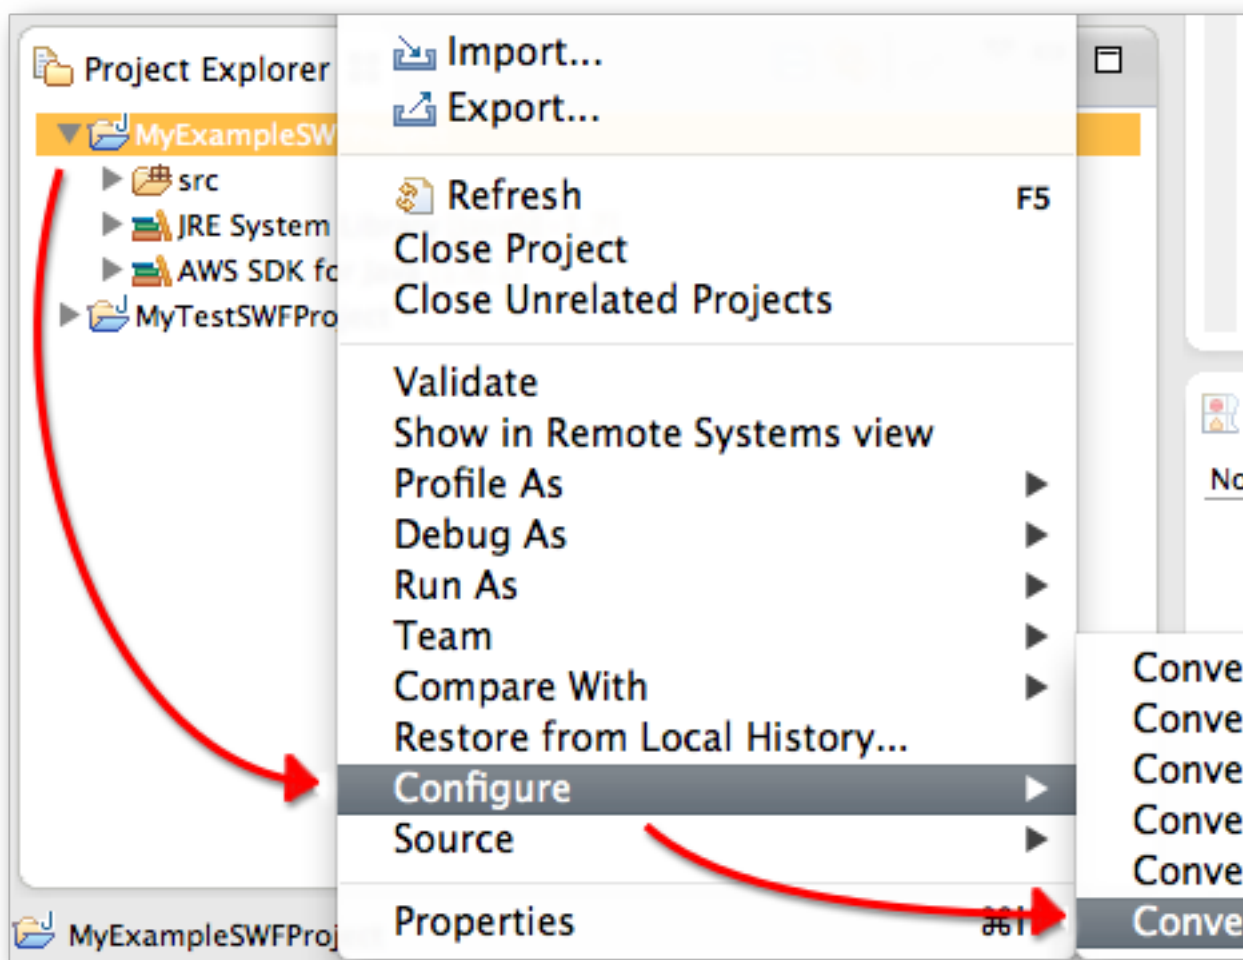 Project Explorer
MyExampleSW
src
JRE System
AWS SDK fo
MyTestSWFPro
MyExampleSWFProj
Import...
Export...
Refresh F5
Close Project
Close Unrelated Projects
Validate
Show in Remote Systems view
Profile As
Debug As
Run As
Team
Compare With
Restore from Local History...
Configure
Source
Properties ⌘I
No
Conve
Conve
Conve
Conve
Conve
Conve